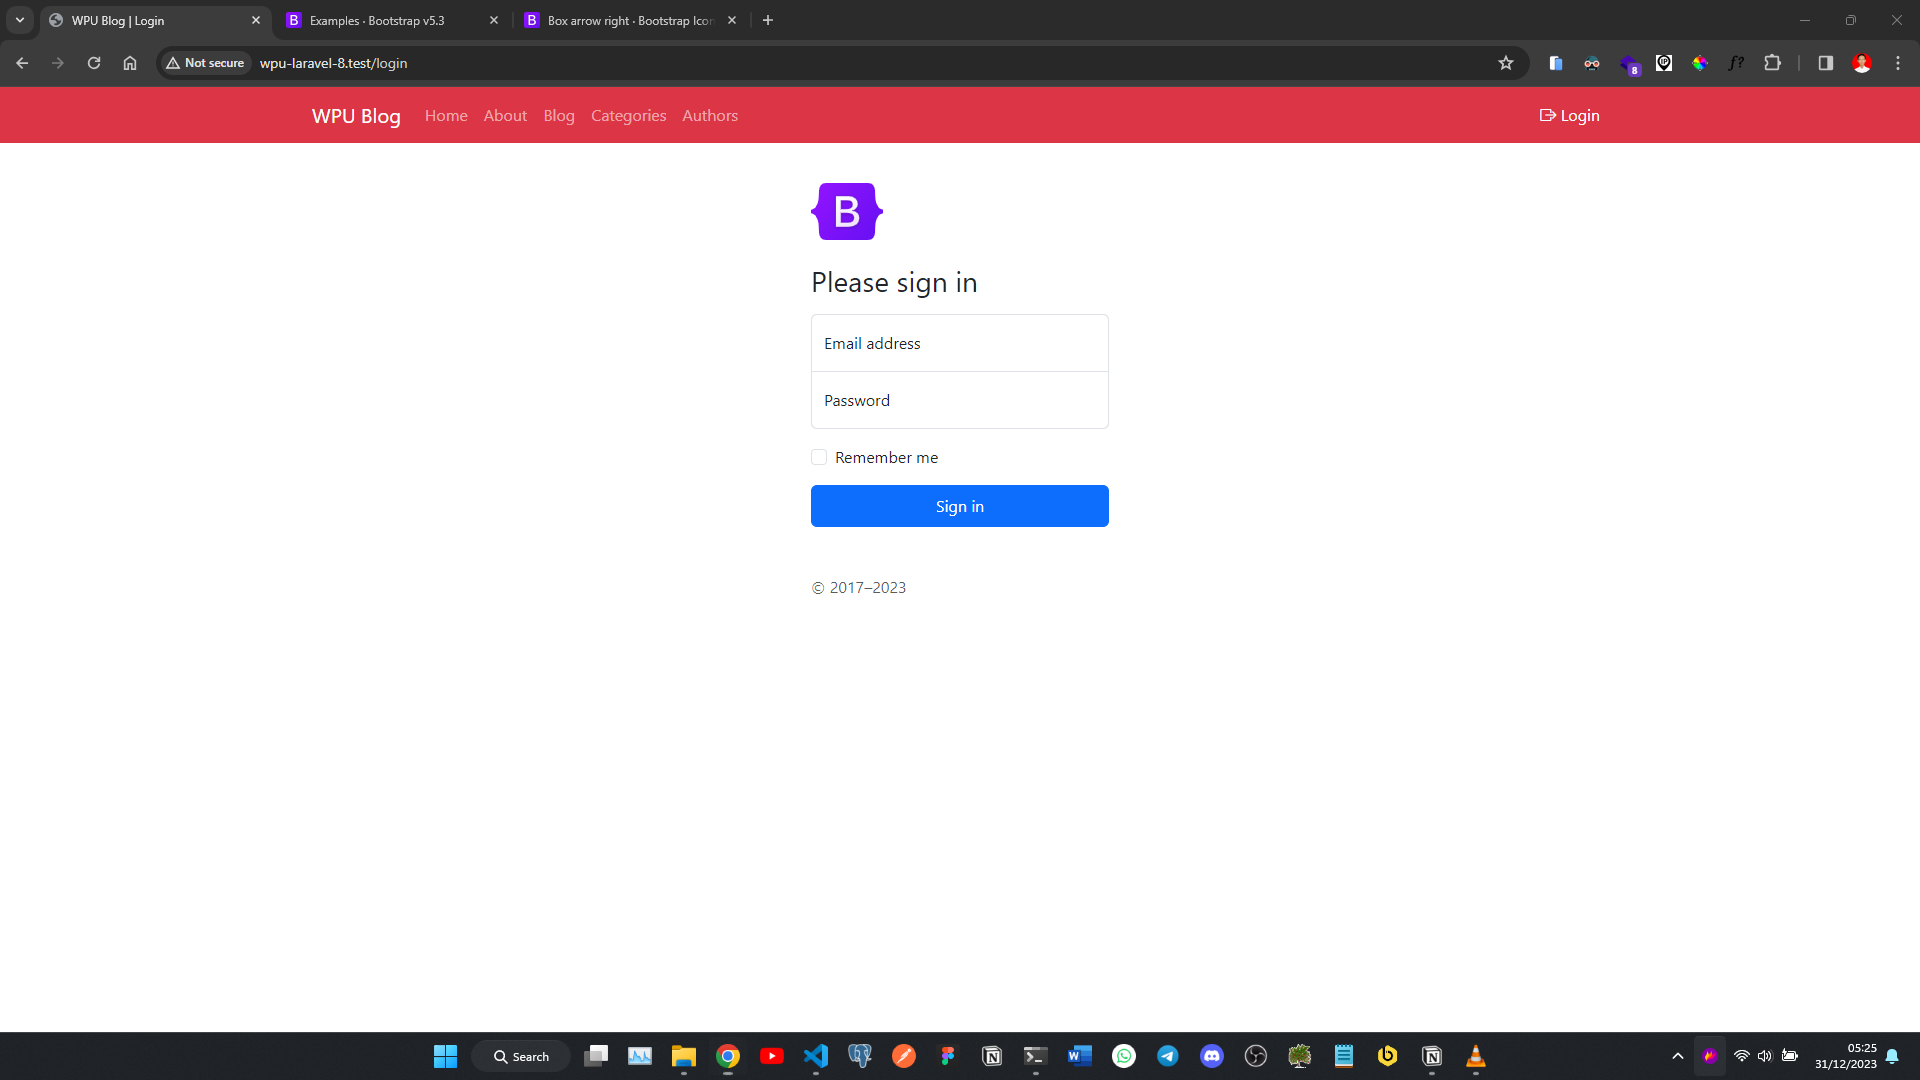 WPU Blog | Login
Examples · Bootstrap v5.3
Box arrow right · Bootstrap Icon
Not secure
wpu-laravel-8.test/login
8
WPU Blog
Home
About
Blog
Categories
Authors
Login
B
Please sign in
Email address
Password
Remember me
Sign in
© 2017–2023
Search
05:25
31/12/2023